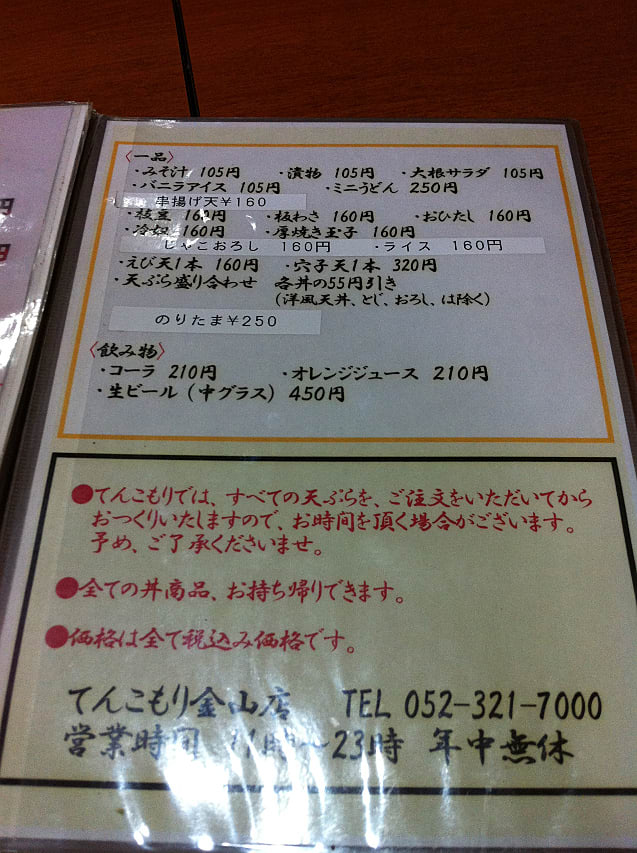 〈一品〉
・みそ汁 105円 ・漬物 105円 ・大根サラダ 105円
・バニラアイス 105円 ・ミニうどん 250円
串揚げ天¥160
・枝豆 160円 ・板わさ 160円 ・おひたし 160円
・冷奴 160円 ・厚焼き玉子 160円
じゃこおろし 160円 ・ライス 160円
・えび天1本 160円 ・穴子天1本 320円
・天ぷら盛り合わせ 各丼の55円引き
(洋風天丼、とじ、おろし、は除く)
のりたま¥250
〈飲み物〉
・コーラ 210円 ・オレンジジュース 210円
・生ビール (中グラス) 450円
●てんこもりでは、すべての天ぷらを、ご注文をいただいてから
おつくりいたしますので、お時間を頂く場合がございます。
予め、ご了承くださいませ。
●全ての丼商品、お持ち帰りできます。
●価格は全て税込み価格です。
てんこもり金山店 TEL 052-321-7000
営業時間 11時〜23時 年中無休
円
円